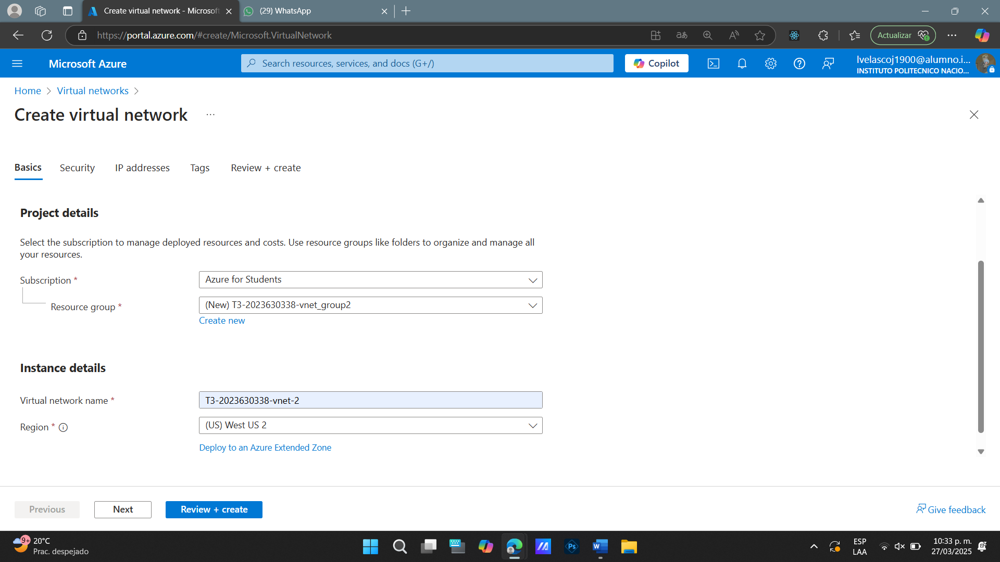 Create virtual network - Microsoft
(29) WhatsApp
https://portal.azure.com/#create/Microsoft.VirtualNetwork
Actualizar
Microsoft Azure
Search resources, services, and docs (G+/)
Copilot
lvelascoj1900@alumno.i...
INSTITUTO POLITECNICO NACIO...
Home > Virtual networks >
Create virtual network ...
Basics
Security
IP addresses
Tags
Review + create
Project details
Select the subscription to manage deployed resources and costs. Use resource groups like folders to organize and manage all
your resources.
Subscription *
Azure for Students
Resource group *
(New) T3-2023630338-vnet_group2
Create new
Instance details
Virtual network name *
T3-2023630338-vnet-2
Region *
(US) West US 2
Deploy to an Azure Extended Zone
Previous
Next
Review + create
Give feedback
9+
20°C
Prac. despejado
ESP
LAA
10:33 p. m.
27/03/2025